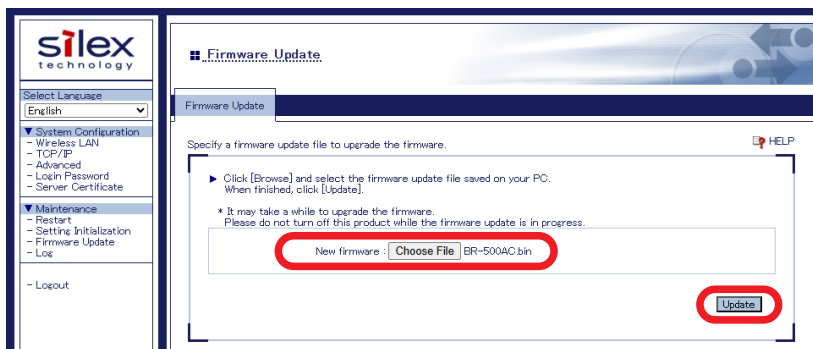 silex
technology
Select Language
English
▼ System Configuration
- Wireless LAN
- TCP/IP
- Advanced
- Login Password
- Server Certificate
▼ Maintenance
- Restart
- Setting Initialization
- Firmware Update
- Log
- Logout
Firmware Update
Firmware Update
Specify a firmware update file to upgrade the firmware.
HELP
Click [Browse] and select the firmware update file saved on your PC.
When finished, click [Update].
* It may take a while to upgrade the firmware.
Please do not turn off this product while the firmware update is in progress.
New firmware : Choose File BR-500AC.bin
Update